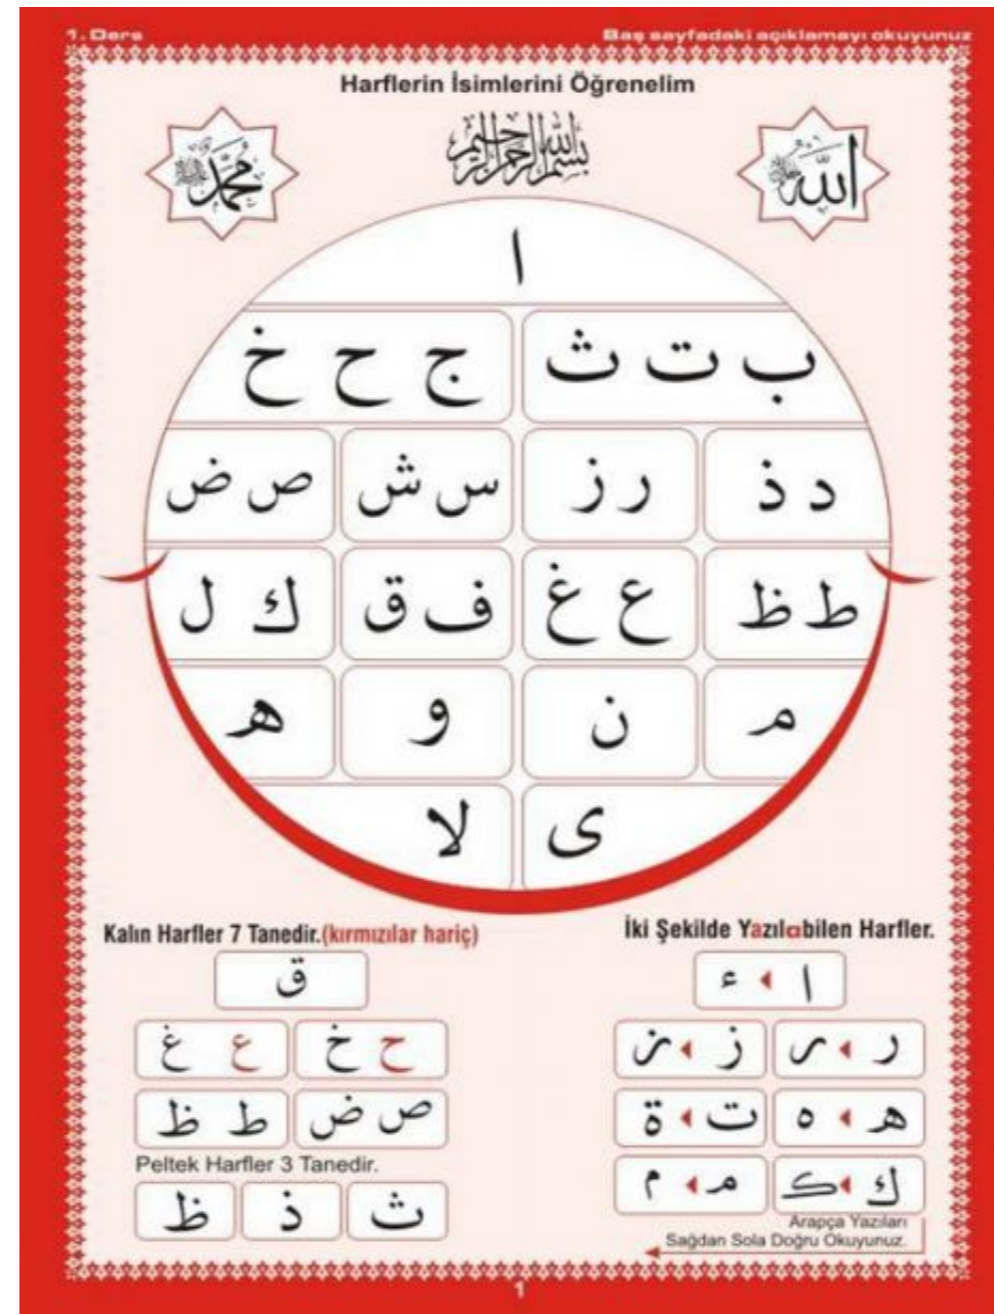 1. Ders
Baş sayfadaki açıklamayı okuyunuz
Harflerin İsimlerini Öğrenelim
الله
بسم الله الرحمن الرحيم
محمد
ا
ب ت ث
ج ح خ
د ذ
ر ز
س ش
ص ض
ط ظ
ع غ
ف ق
ك ل
م
ن
و
ه
ى
لا
Kalın Harfler 7 Tanedir.(kırmızılar hariç)
ق
ح خ
ع غ
ص ض
ط ظ
Peltek Harfler 3 Tanedir.
ث
ذ
ظ
İki Şekilde Yazılabilen Harfler.
ا ء
ر ر
ز ز
ه ه
ت ة
ك ک
م م
Arapça Yazıları
Sağdan Sola Doğru Okuyunuz.
1